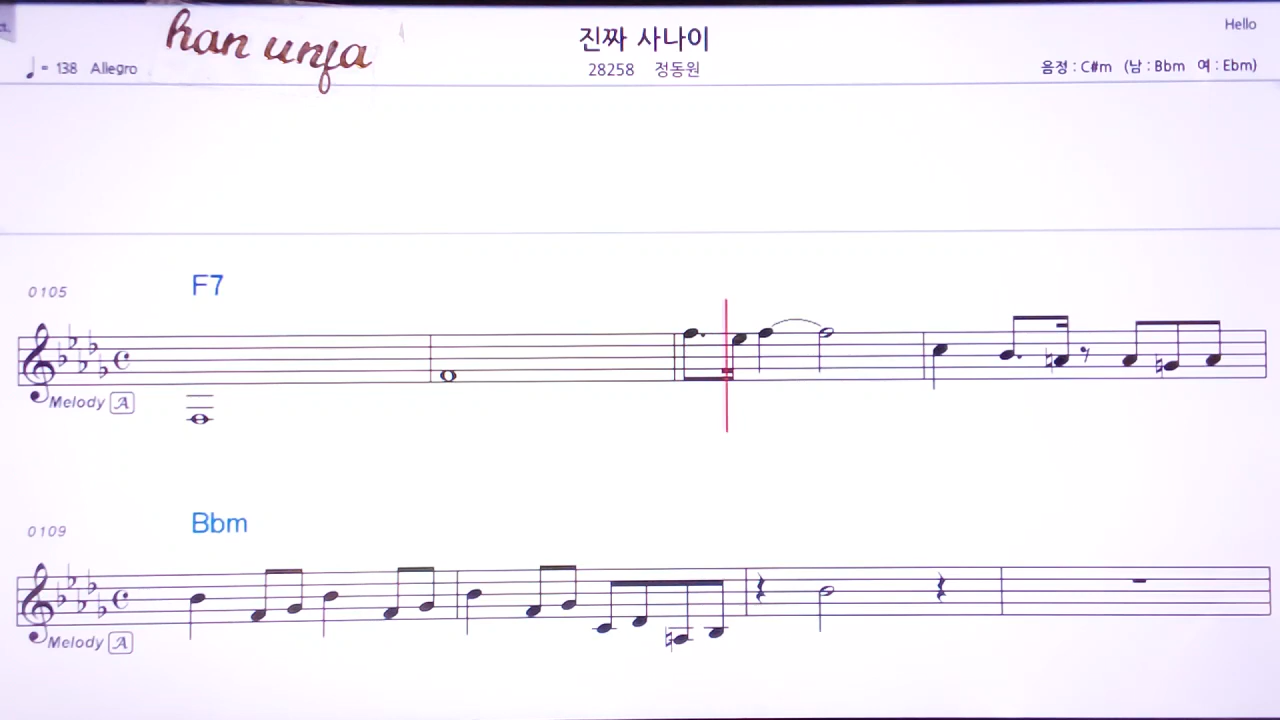 han unja
진짜 사나이
Hello
♩ = 138 Allegro
28258 정동원
음정 : C#m (남 : Bbm 여 : Ebm)
0105
F7
Melody A
0109
Bbm
Melody A